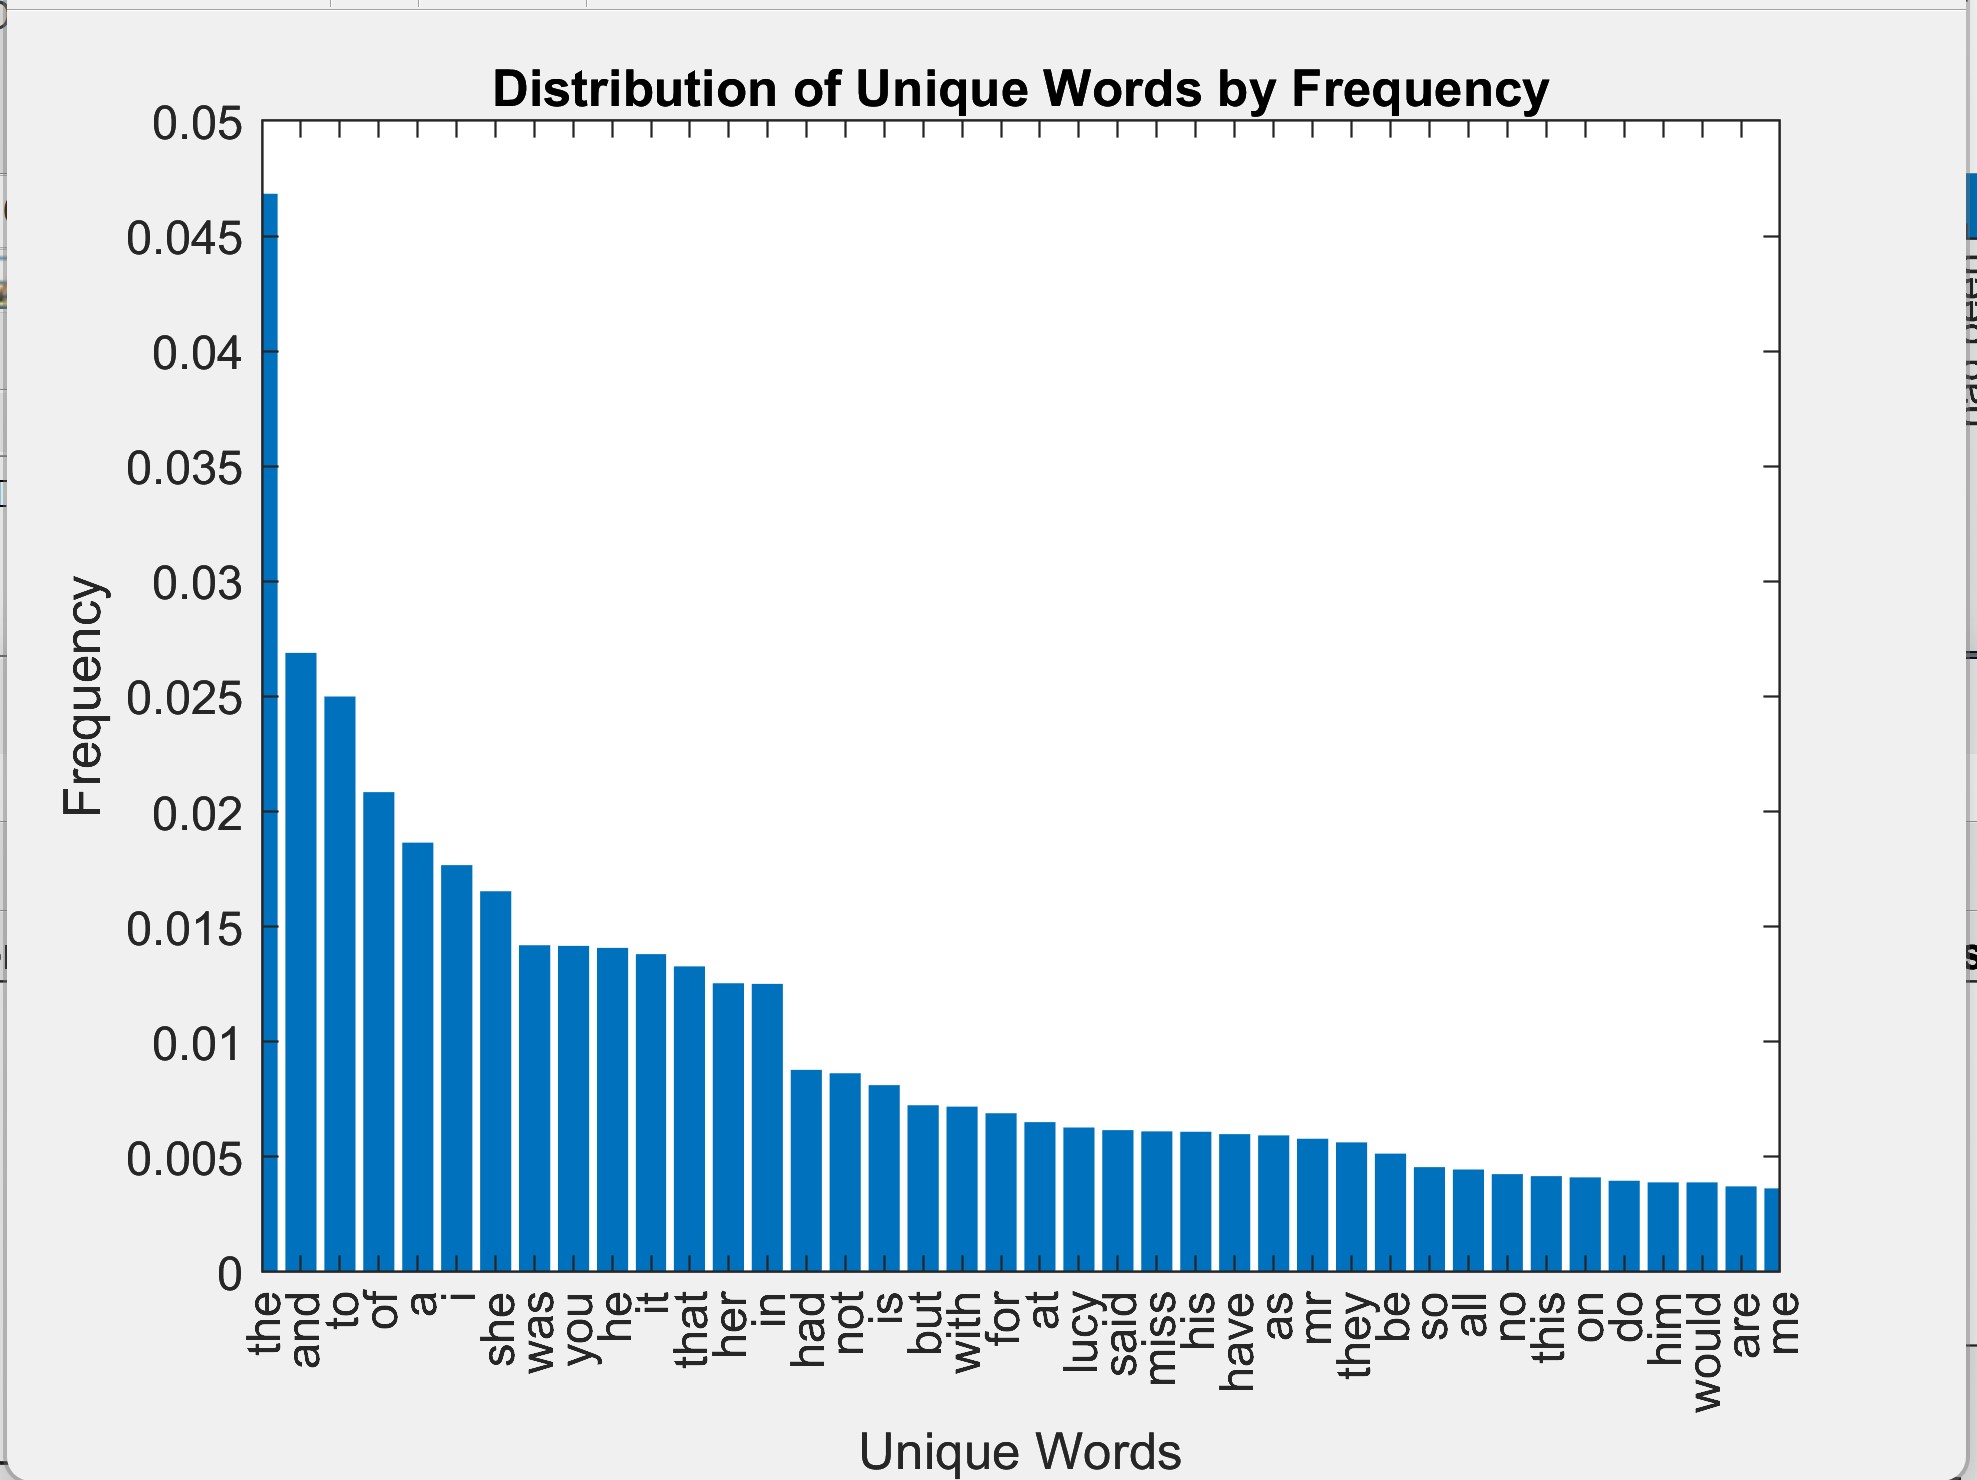 Distribution of Unique Words by Frequency
0.05
0.045
0.04
0.035
0.03
0.025
0.02
0.015
0.01
0.005
0
Frequency
the
and
to
of
a
i
she
was
you
he
it
that
her
in
had
not
is
but
with
for
at
lucy
said
miss
his
have
as
mr
they
be
so
all
no
this
on
do
him
would
are
me
Unique Words
been